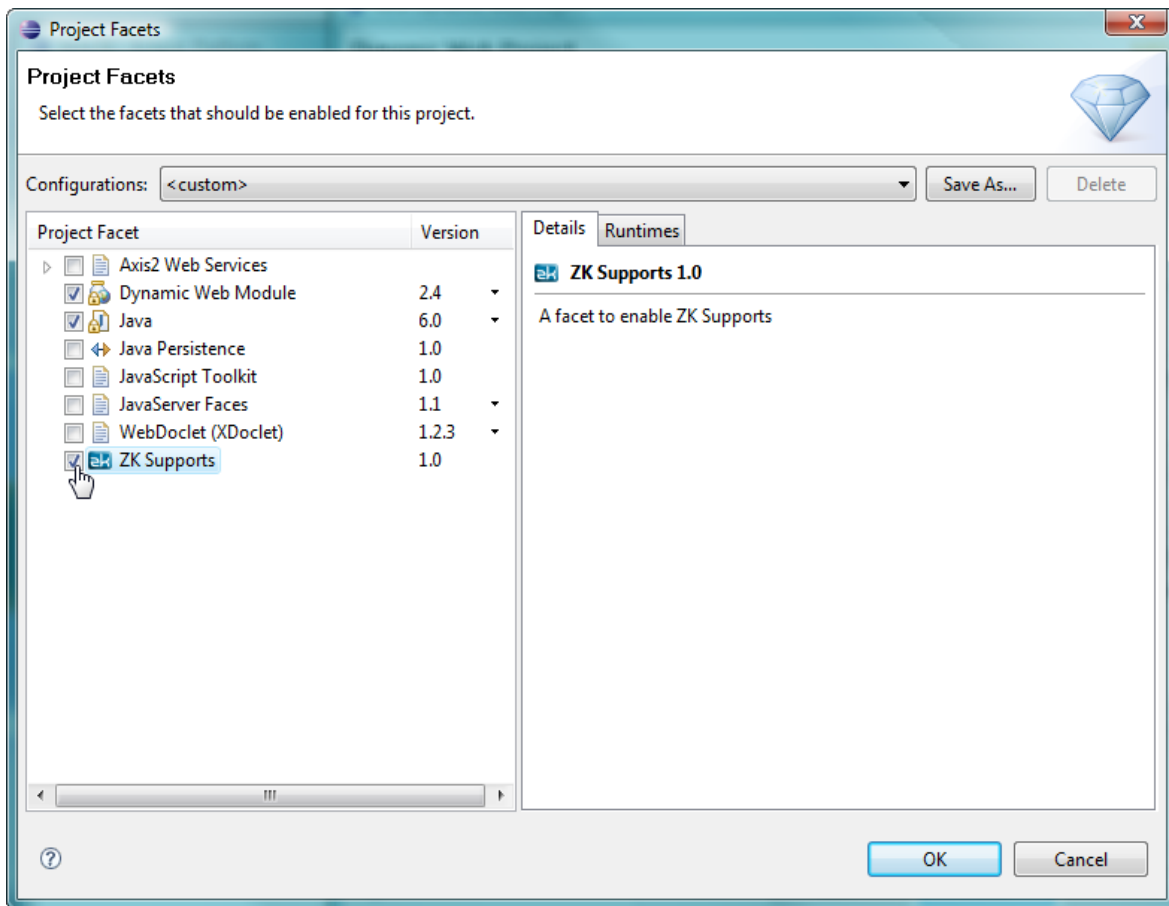 Project Facets
Project Facets
Select the facets that should be enabled for this project.
Configurations: <custom> Save As... Delete
Project Facet Version
Details Runtimes
Axis2 Web Services
Dynamic Web Module 2.4
Java 6.0
Java Persistence 1.0
JavaScript Toolkit 1.0
JavaServer Faces 1.1
WebDoclet (XDoclet) 1.2.3
ZK Supports 1.0
ZK ZK Supports 1.0
A facet to enable ZK Supports
OK Cancel